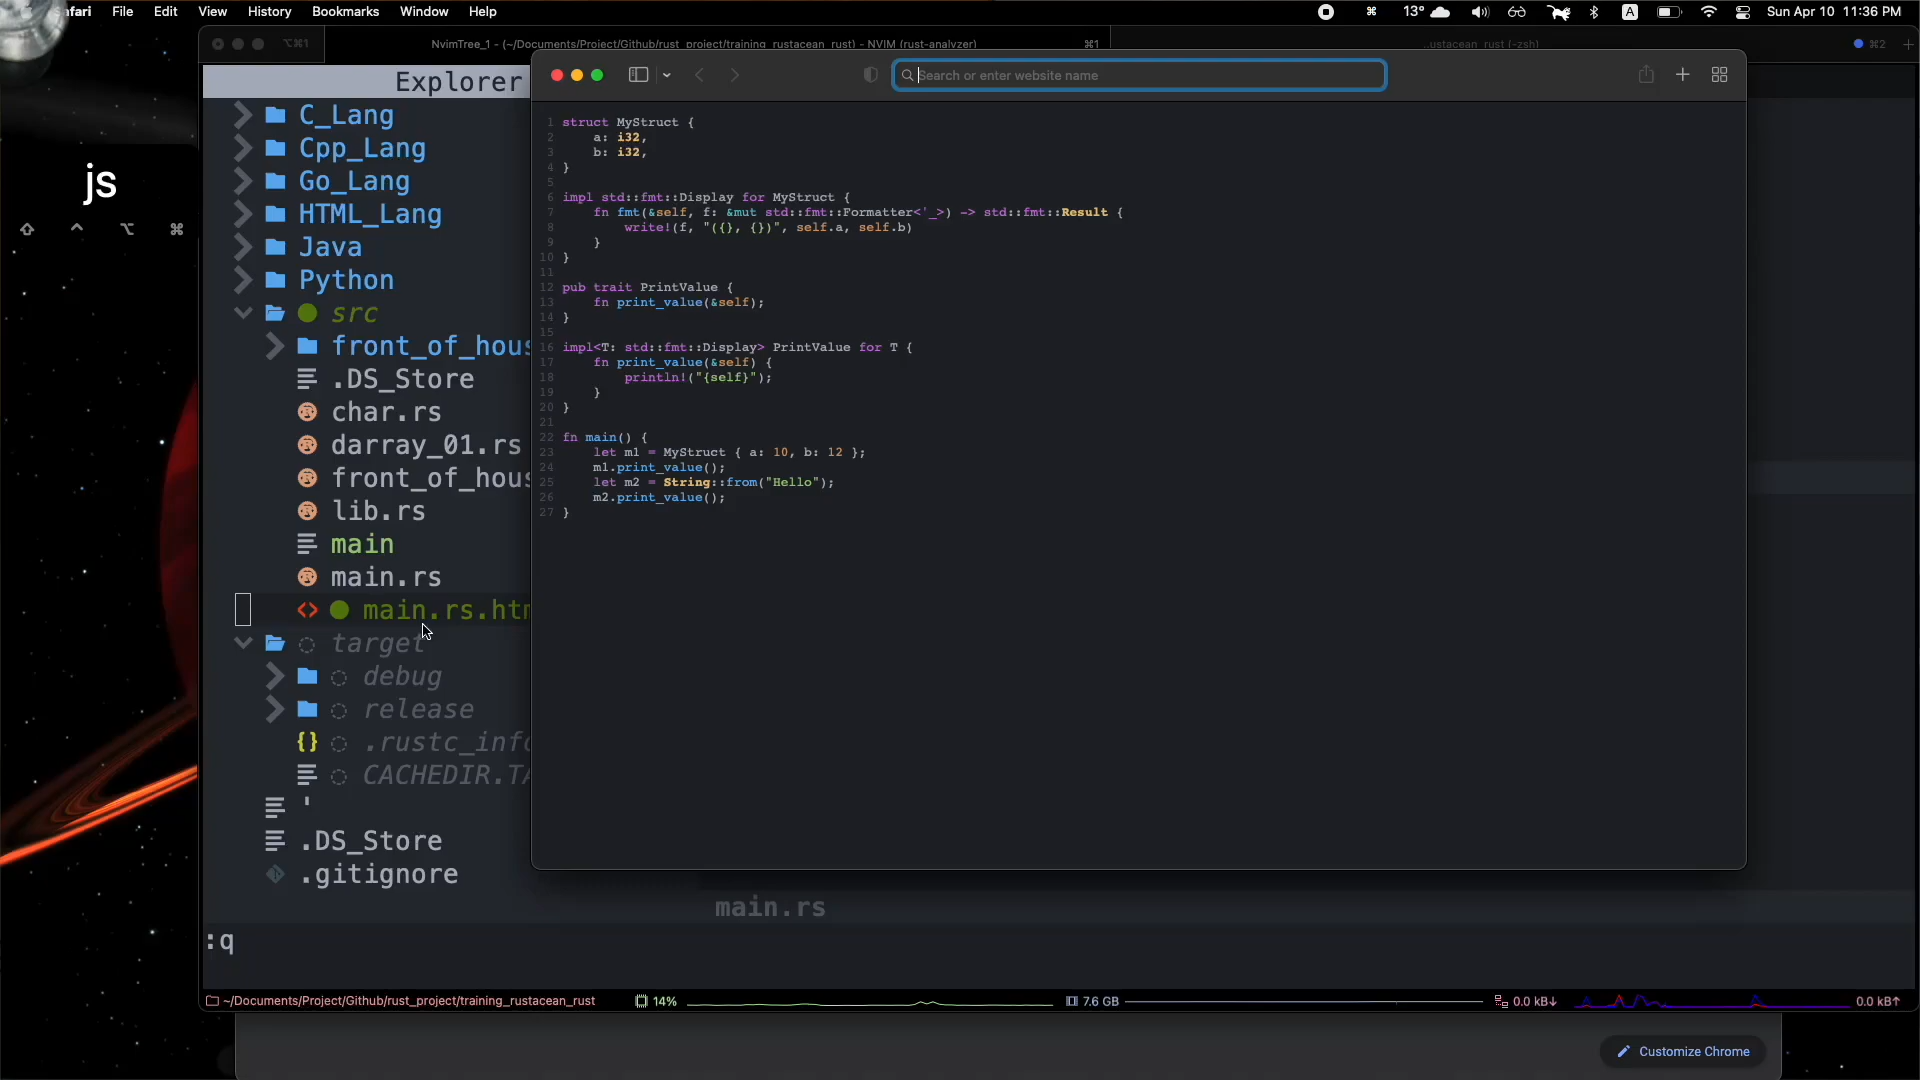 afari File Edit View History Bookmarks Window Help
13° A Sun Apr 10 11:36 PM
⌥⌘1 NvimTree_1 - (~/Documents/Project/Github/rust_project/training_rustacean_rust) - NVIM (rust-analyzer) ⌘1 ..ustacean_rust (-zsh) ⌘2
Search or enter website name
js
Explorer
C_Lang
Cpp_Lang
Go_Lang
HTML_Lang
Java
Python
src
front_of_hous
.DS_Store
char.rs
darray_01.rs
front_of_hous
lib.rs
main
main.rs
main.rs.htm
target
debug
release
{} .rustc_info
CACHEDIR.TA
'
.DS_Store
.gitignore
1 struct MyStruct {
2 a: i32,
3 b: i32,
4 }
5
6 impl std::fmt::Display for MyStruct {
7 fn fmt(&self, f: &mut std::fmt::Formatter<'_>) -> std::fmt::Result {
8 write!(f, "({}, {})", self.a, self.b)
9 }
10 }
11
12 pub trait PrintValue {
13 fn print_value(&self);
14 }
15
16 impl<T: std::fmt::Display> PrintValue for T {
17 fn print_value(&self) {
18 println!("{self}");
19 }
20 }
21
22 fn main() {
23 let m1 = MyStruct { a: 10, b: 12 };
24 m1.print_value();
25 let m2 = String::from("Hello");
26 m2.print_value();
27 }
main.rs
:q
~/Documents/Project/Github/rust_project/training_rustacean_rust 14% 7.6 GB 0.0 kB↓ 0.0 kB↑
Customize Chrome